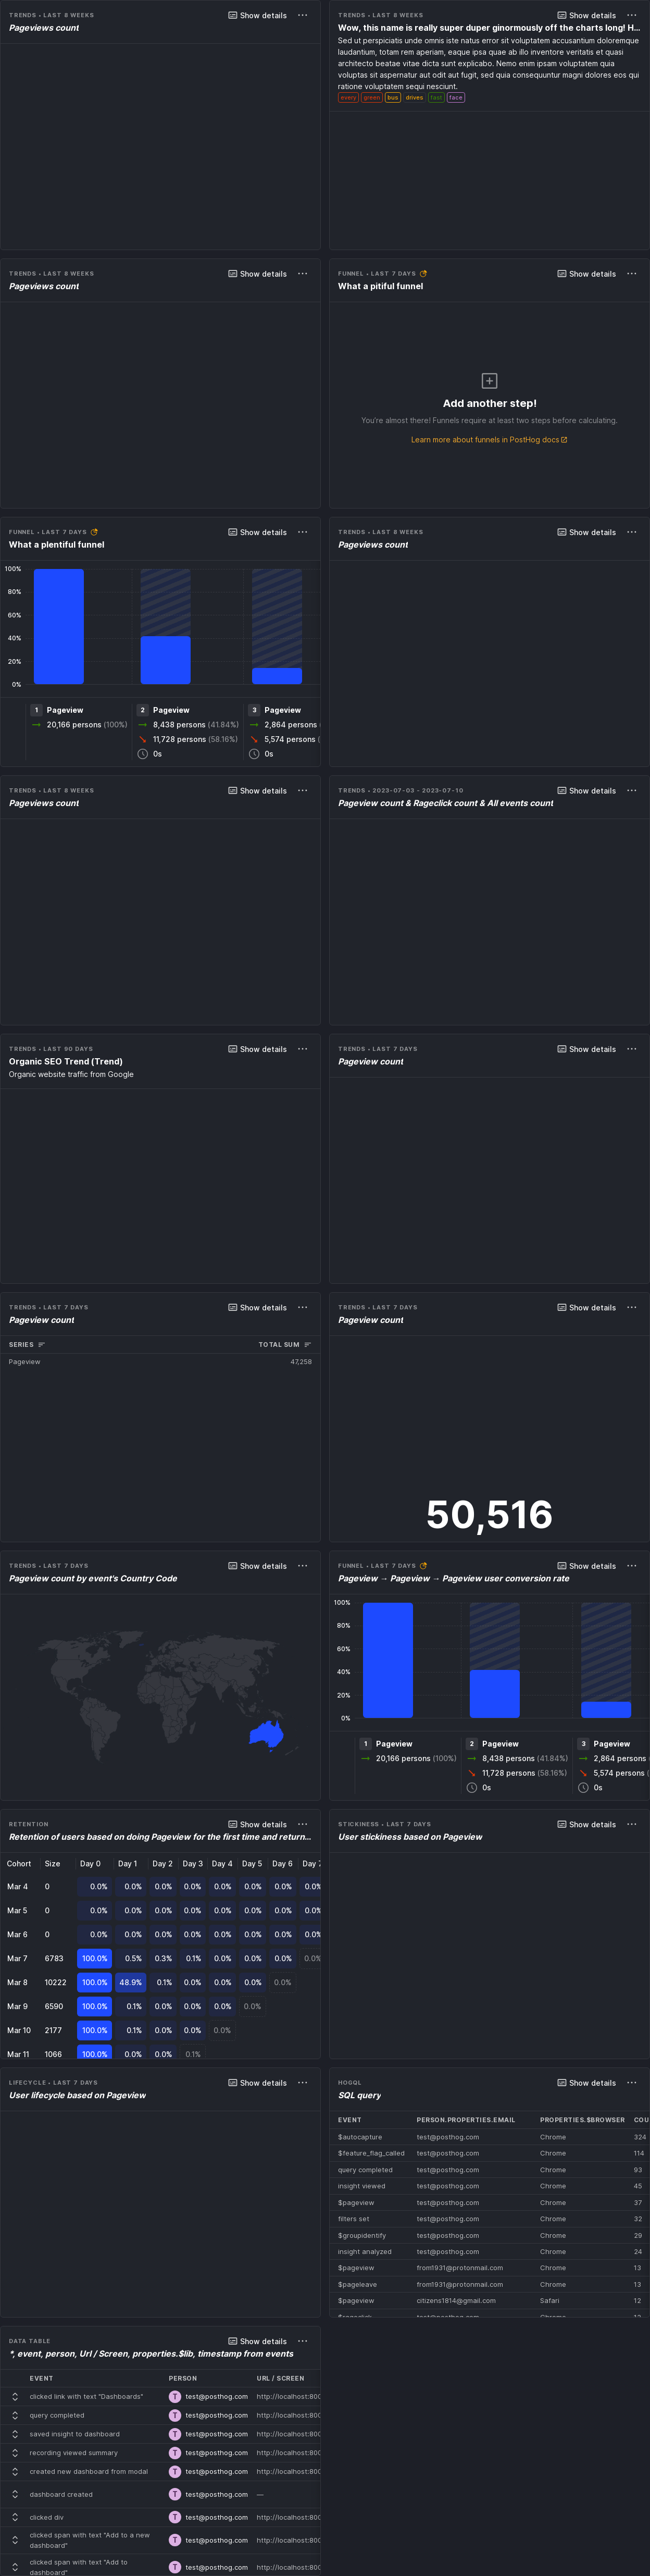 TRENDS • LAST 8 WEEKS
Show details
Pageviews count
TRENDS • LAST 8 WEEKS
Show details
Wow, this name is really super duper ginormously off the charts long! H...
Sed ut perspiciatis unde omnis iste natus error sit voluptatem accusantium doloremque
laudantium, totam rem aperiam, eaque ipsa quae ab illo inventore veritatis et quasi
architecto beatae vitae dicta sunt explicabo. Nemo enim ipsam voluptatem quia
voluptas sit aspernatur aut odit aut fugit, sed quia consequuntur magni dolores eos qui
ratione voluptatem sequi nesciunt.
every green bus drives fast face
TRENDS • LAST 8 WEEKS
Show details
Pageviews count
FUNNEL • LAST 7 DAYS
Show details
What a pitiful funnel
Add another step!
You're almost there! Funnels require at least two steps before calculating.
Learn more about funnels in PostHog docs
FUNNEL • LAST 7 DAYS
Show details
What a plentiful funnel
100%
80%
60%
40%
20%
0%
1 Pageview
20,166 persons (100%)
2 Pageview
8,438 persons (41.84%)
11,728 persons (58.16%)
0s
3 Pageview
2,864 persons
5,574 persons
0s
TRENDS • LAST 8 WEEKS
Show details
Pageviews count
TRENDS • LAST 8 WEEKS
Show details
Pageviews count
TRENDS • 2023-07-03 - 2023-07-10
Show details
Pageview count & Rageclick count & All events count
TRENDS • LAST 90 DAYS
Show details
Organic SEO Trend (Trend)
Organic website traffic from Google
TRENDS • LAST 7 DAYS
Show details
Pageview count
TRENDS • LAST 7 DAYS
Show details
Pageview count
SERIES TOTAL SUM
Pageview 47,258
TRENDS • LAST 7 DAYS
Show details
Pageview count
50,516
TRENDS • LAST 7 DAYS
Show details
Pageview count by event's Country Code
FUNNEL • LAST 7 DAYS
Show details
Pageview → Pageview → Pageview user conversion rate
100%
80%
60%
40%
20%
0%
1 Pageview
20,166 persons (100%)
2 Pageview
8,438 persons (41.84%)
11,728 persons (58.16%)
0s
3 Pageview
2,864 persons
5,574 persons
0s
RETENTION
Show details
Retention of users based on doing Pageview for the first time and return...
Cohort Size Day 0 Day 1 Day 2 Day 3 Day 4 Day 5 Day 6 Day 7
Mar 4 0 0.0% 0.0% 0.0% 0.0% 0.0% 0.0% 0.0% 0.0%
Mar 5 0 0.0% 0.0% 0.0% 0.0% 0.0% 0.0% 0.0% 0.0%
Mar 6 0 0.0% 0.0% 0.0% 0.0% 0.0% 0.0% 0.0% 0.0%
Mar 7 6783 100.0% 0.5% 0.3% 0.1% 0.0% 0.0% 0.0% 0.0%
Mar 8 10222 100.0% 48.9% 0.1% 0.0% 0.0% 0.0% 0.0%
Mar 9 6590 100.0% 0.1% 0.0% 0.0% 0.0% 0.0%
Mar 10 2177 100.0% 0.1% 0.0% 0.0% 0.0%
Mar 11 1066 100.0% 0.0% 0.0% 0.1%
STICKINESS • LAST 7 DAYS
Show details
User stickiness based on Pageview
LIFECYCLE • LAST 7 DAYS
Show details
User lifecycle based on Pageview
HOGQL
Show details
SQL query
EVENT PERSON.PROPERTIES.EMAIL PROPERTIES.$BROWSER COU
$autocapture test@posthog.com Chrome 324
$feature_flag_called test@posthog.com Chrome 114
query completed test@posthog.com Chrome 93
insight viewed test@posthog.com Chrome 45
$pageview test@posthog.com Chrome 37
filters set test@posthog.com Chrome 32
$groupidentify test@posthog.com Chrome 29
insight analyzed test@posthog.com Chrome 24
$pageview from1931@protonmail.com Chrome 13
$pageleave from1931@protonmail.com Chrome 13
$pageview citizens1814@gmail.com Safari 12
DATA TABLE
Show details
*, event, person, Url / Screen, properties.$lib, timestamp from events
EVENT PERSON URL / SCREEN
clicked link with text "Dashboards" T test@posthog.com http://localhost:800
query completed T test@posthog.com http://localhost:800
saved insight to dashboard T test@posthog.com http://localhost:800
recording viewed summary T test@posthog.com http://localhost:800
created new dashboard from modal T test@posthog.com http://localhost:800
dashboard created T test@posthog.com —
clicked div T test@posthog.com http://localhost:800
clicked span with text "Add to a new
dashboard" T test@posthog.com http://localhost:800
clicked span with text "Add to
dashboard" T test@posthog.com http://localhost:800